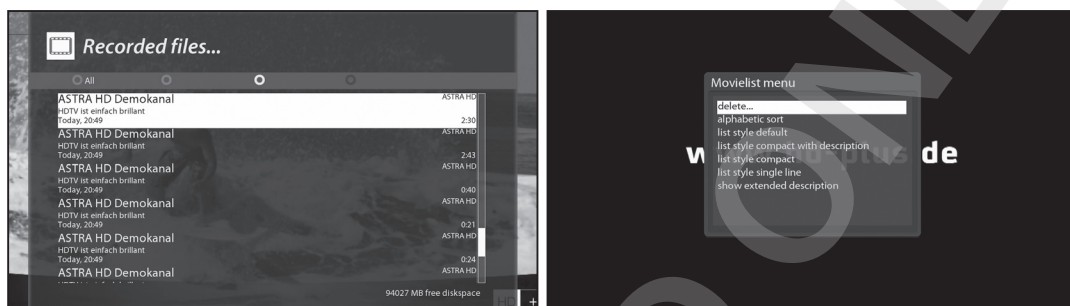 Recorded files...
All
ASTRA HD Demokanal ASTRA HD
HDTV ist einfach brillant
Today, 20:49 2:30
ASTRA HD Demokanal ASTRA HD
HDTV ist einfach brillant
Today, 20:49 2:43
ASTRA HD Demokanal ASTRA HD
HDTV ist einfach brillant
Today, 20:49 0:40
ASTRA HD Demokanal ASTRA HD
HDTV ist einfach brillant
Today, 20:49 0:21
ASTRA HD Demokanal ASTRA HD
HDTV ist einfach brillant
Today, 20:49 0:24
ASTRA HD Demokanal ASTRA HD
94027 MB free diskspace
HD +
Movielist menu
delete...
alphabetic sort
list style default
list style compact with description
list style compact
list style single line
show extended description
de